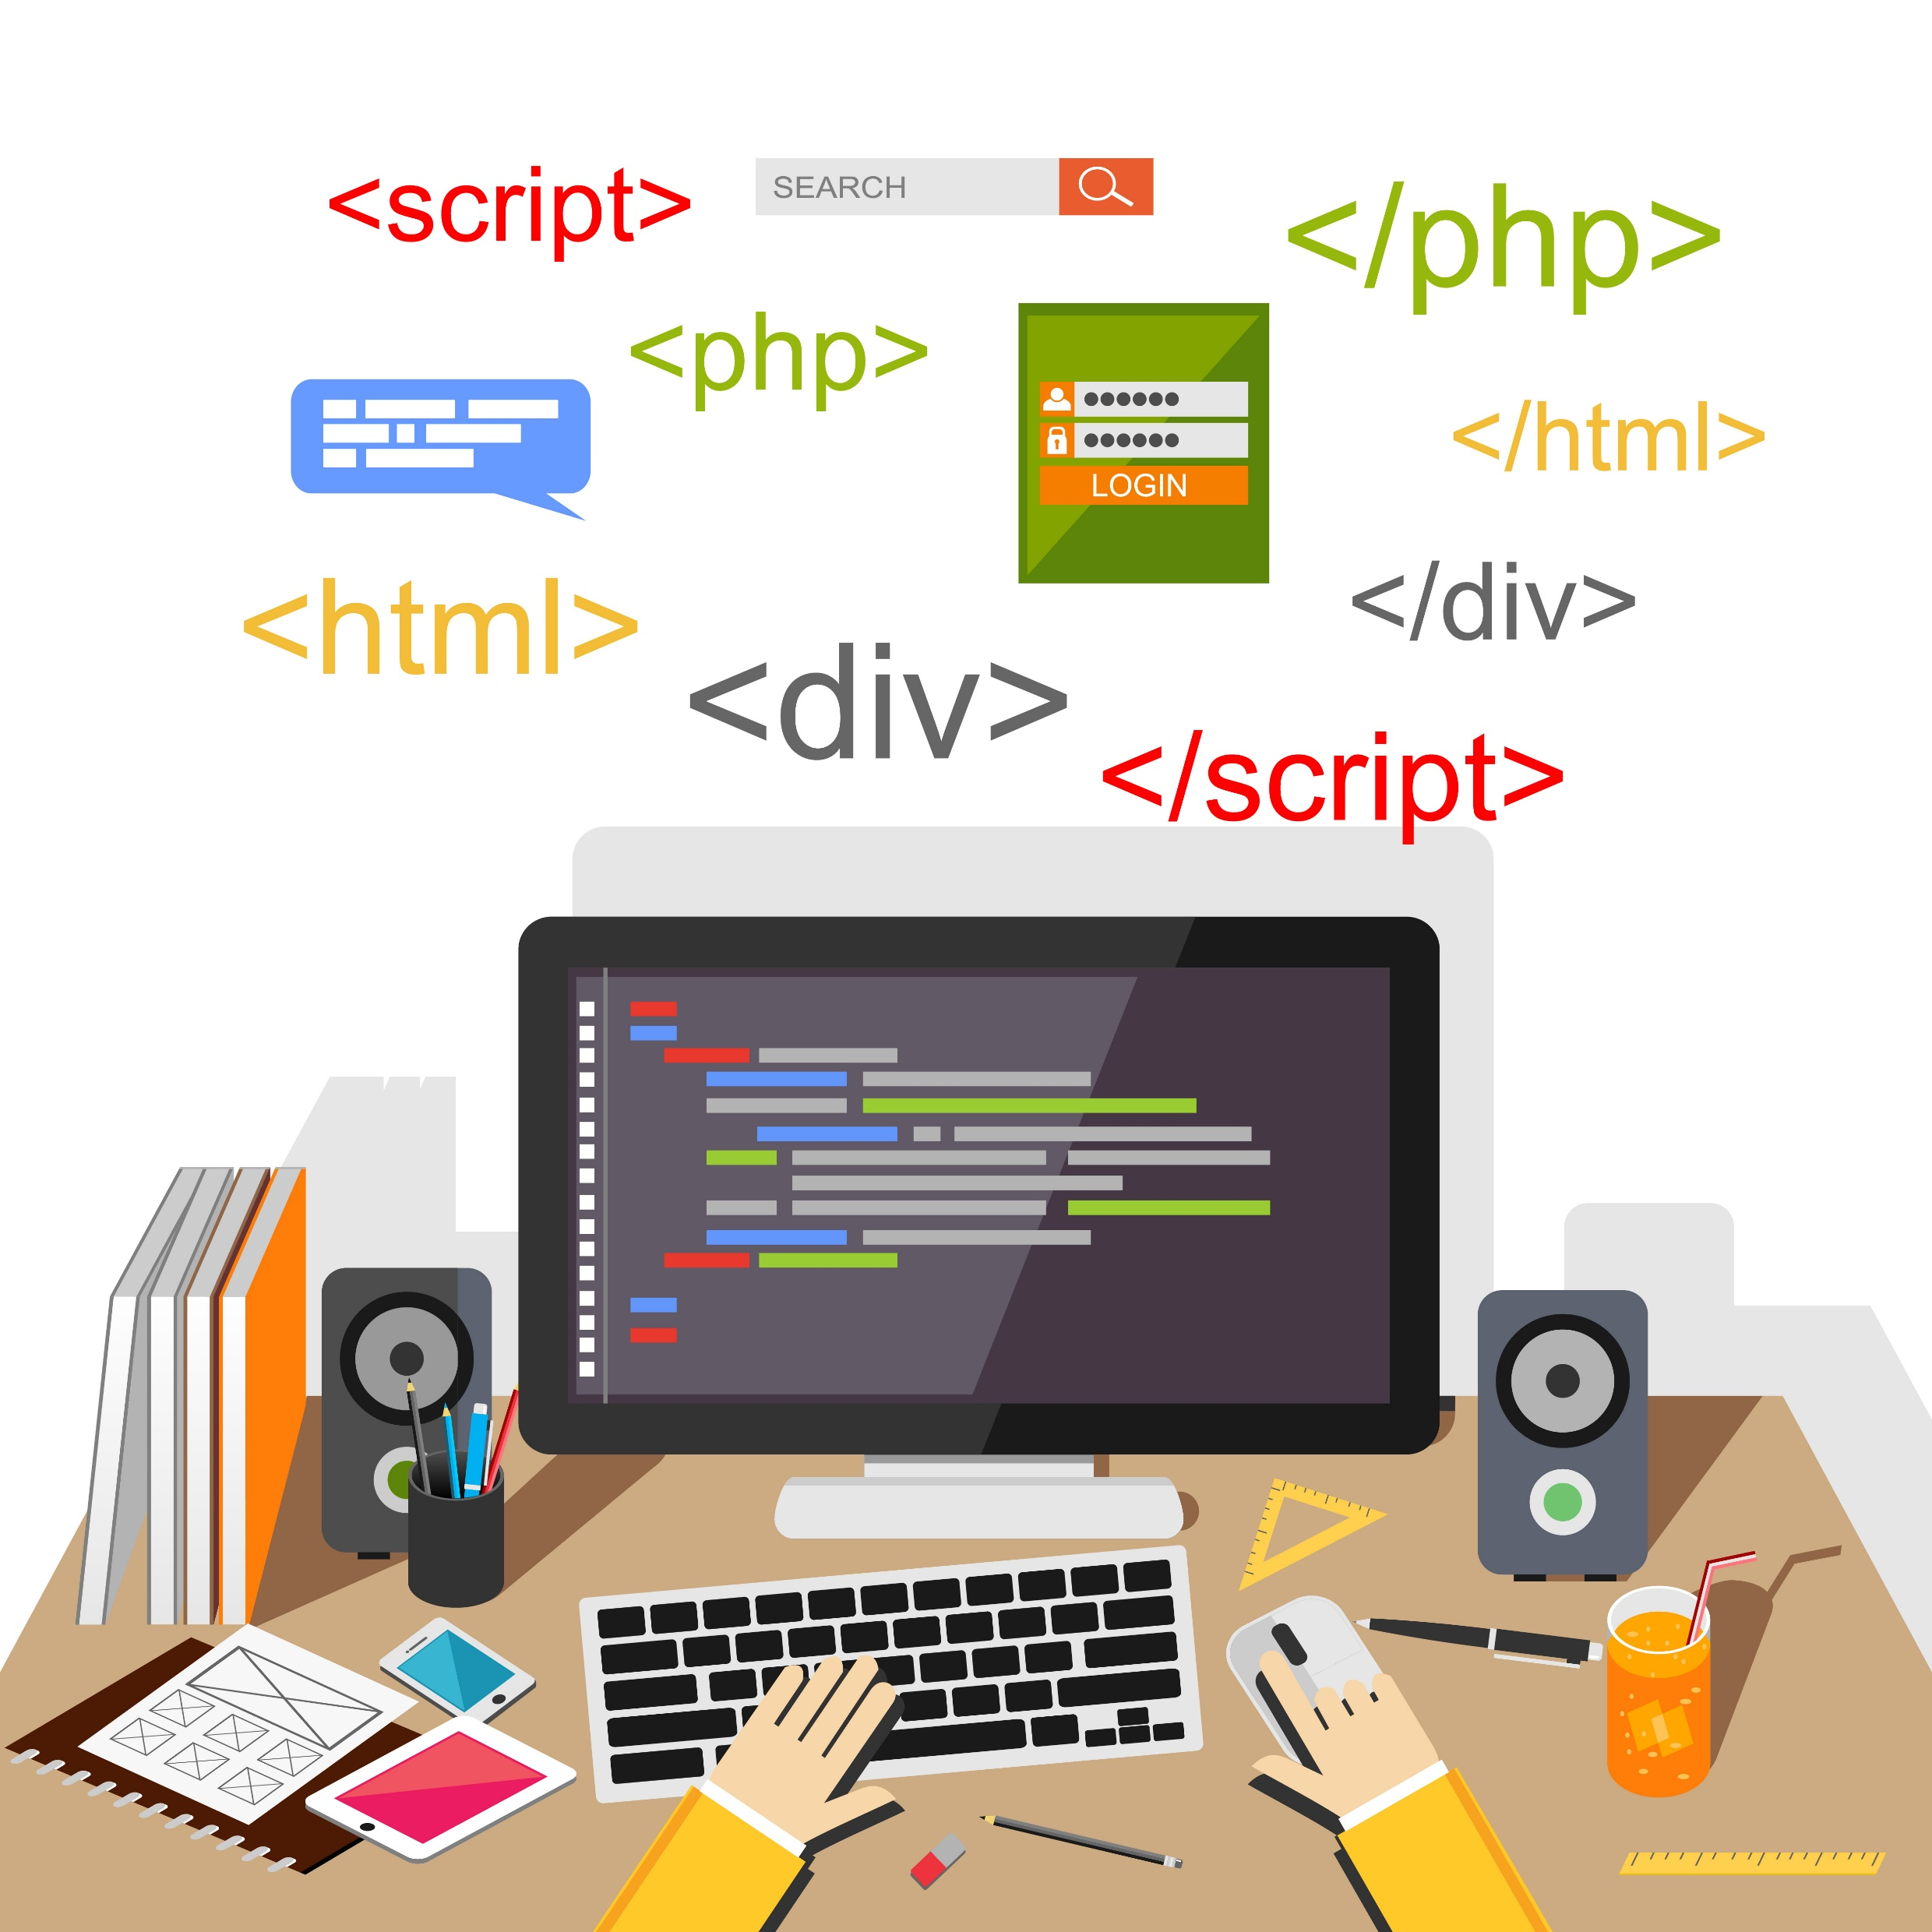 <script>
SEARCH
</php>
<php>
</html>
LOGIN
<html>
</div>
<div>
</script>